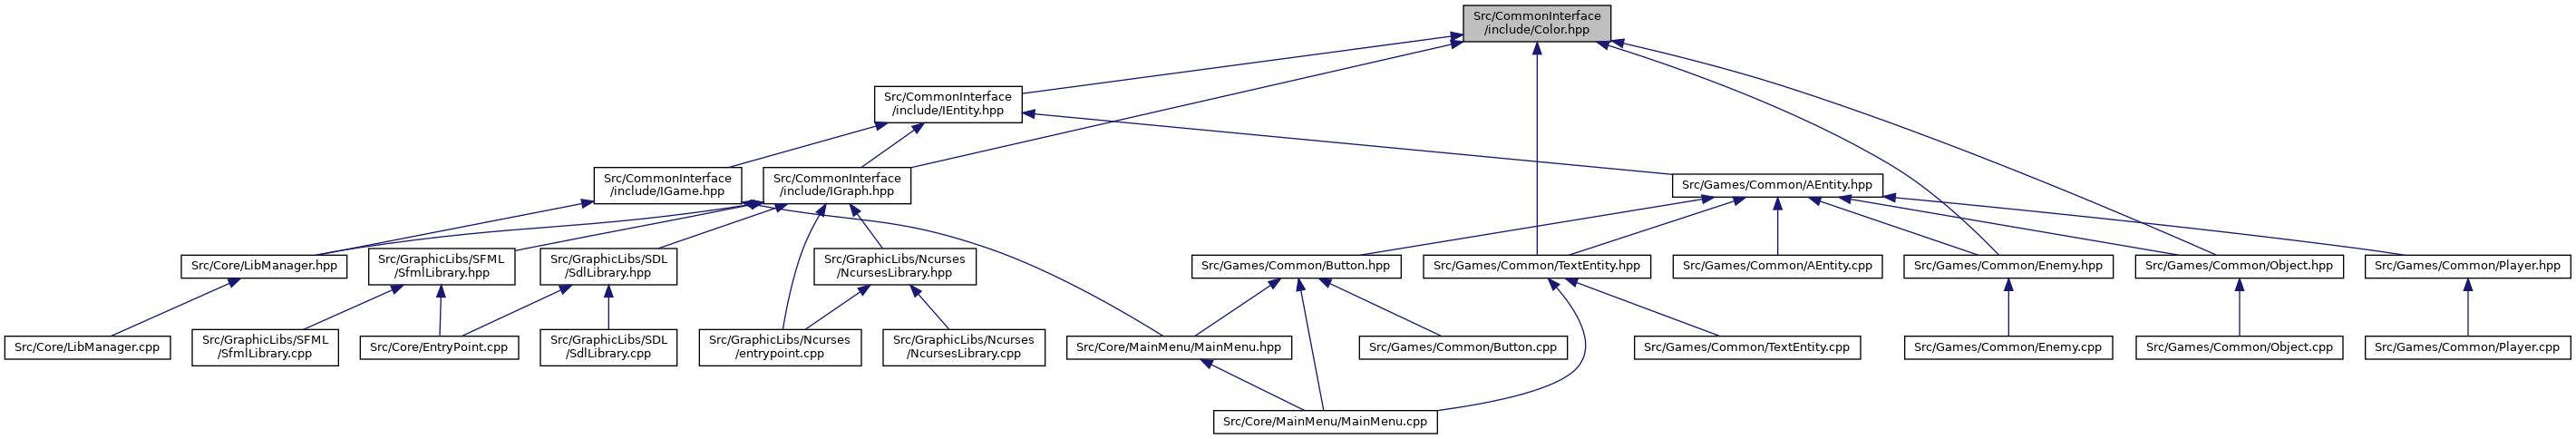 Src/CommonInterface
/include/Color.hpp
Src/CommonInterface
/include/IEntity.hpp
Src/CommonInterface
/include/IGame.hpp
Src/CommonInterface
/include/IGraph.hpp
Src/Games/Common/AEntity.hpp
Src/Core/LibManager.hpp
Src/GraphicLibs/SFML
/SfmlLibrary.hpp
Src/GraphicLibs/SDL
/SdlLibrary.hpp
Src/GraphicLibs/Ncurses
/NcursesLibrary.hpp
Src/Games/Common/Button.hpp
Src/Games/Common/TextEntity.hpp
Src/Games/Common/AEntity.cpp
Src/Games/Common/Enemy.hpp
Src/Games/Common/Object.hpp
Src/Games/Common/Player.hpp
Src/Core/LibManager.cpp
Src/GraphicLibs/SFML
/SfmlLibrary.cpp
Src/Core/EntryPoint.cpp
Src/GraphicLibs/SDL
/SdlLibrary.cpp
Src/GraphicLibs/Ncurses
/entrypoint.cpp
Src/GraphicLibs/Ncurses
/NcursesLibrary.cpp
Src/Core/MainMenu/MainMenu.hpp
Src/Games/Common/Button.cpp
Src/Games/Common/TextEntity.cpp
Src/Games/Common/Enemy.cpp
Src/Games/Common/Object.cpp
Src/Games/Common/Player.cpp
Src/Core/MainMenu/MainMenu.cpp